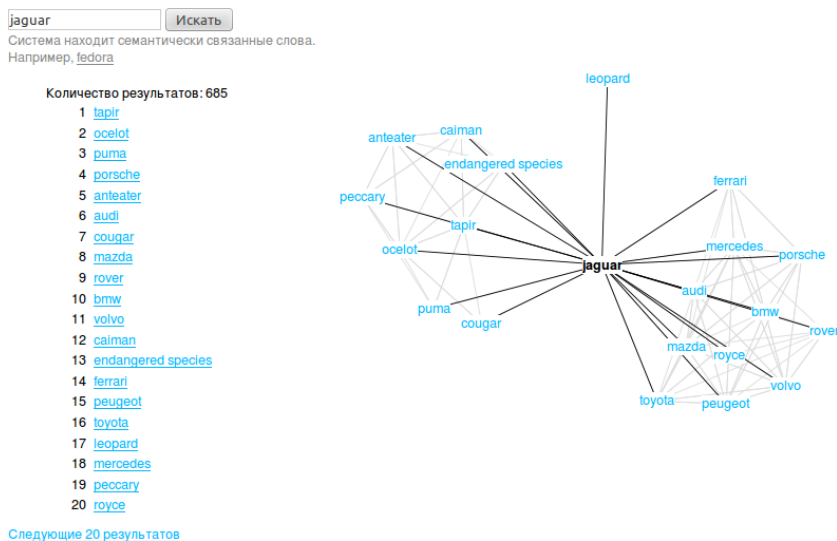 jaguar Искать
Система находит семантически связанные слова.
Например, fedora
Количество результатов: 685
1 tapir
2 ocelot
3 puma
4 porsche
5 anteater
6 audi
7 cougar
8 mazda
9 rover
10 bmw
11 volvo
12 caiman
13 endangered species
14 ferrari
15 peugeot
16 toyota
17 leopard
18 mercedes
19 peccary
20 royce
Следующие 20 результатов
leopard
caiman
anteater
endangered species
ferrari
peccary
tapir
mercedes
ocelot
porsche
jaguar
audi
puma
bmw
cougar
rover
mazda
royce
volvo
toyota
peugeot